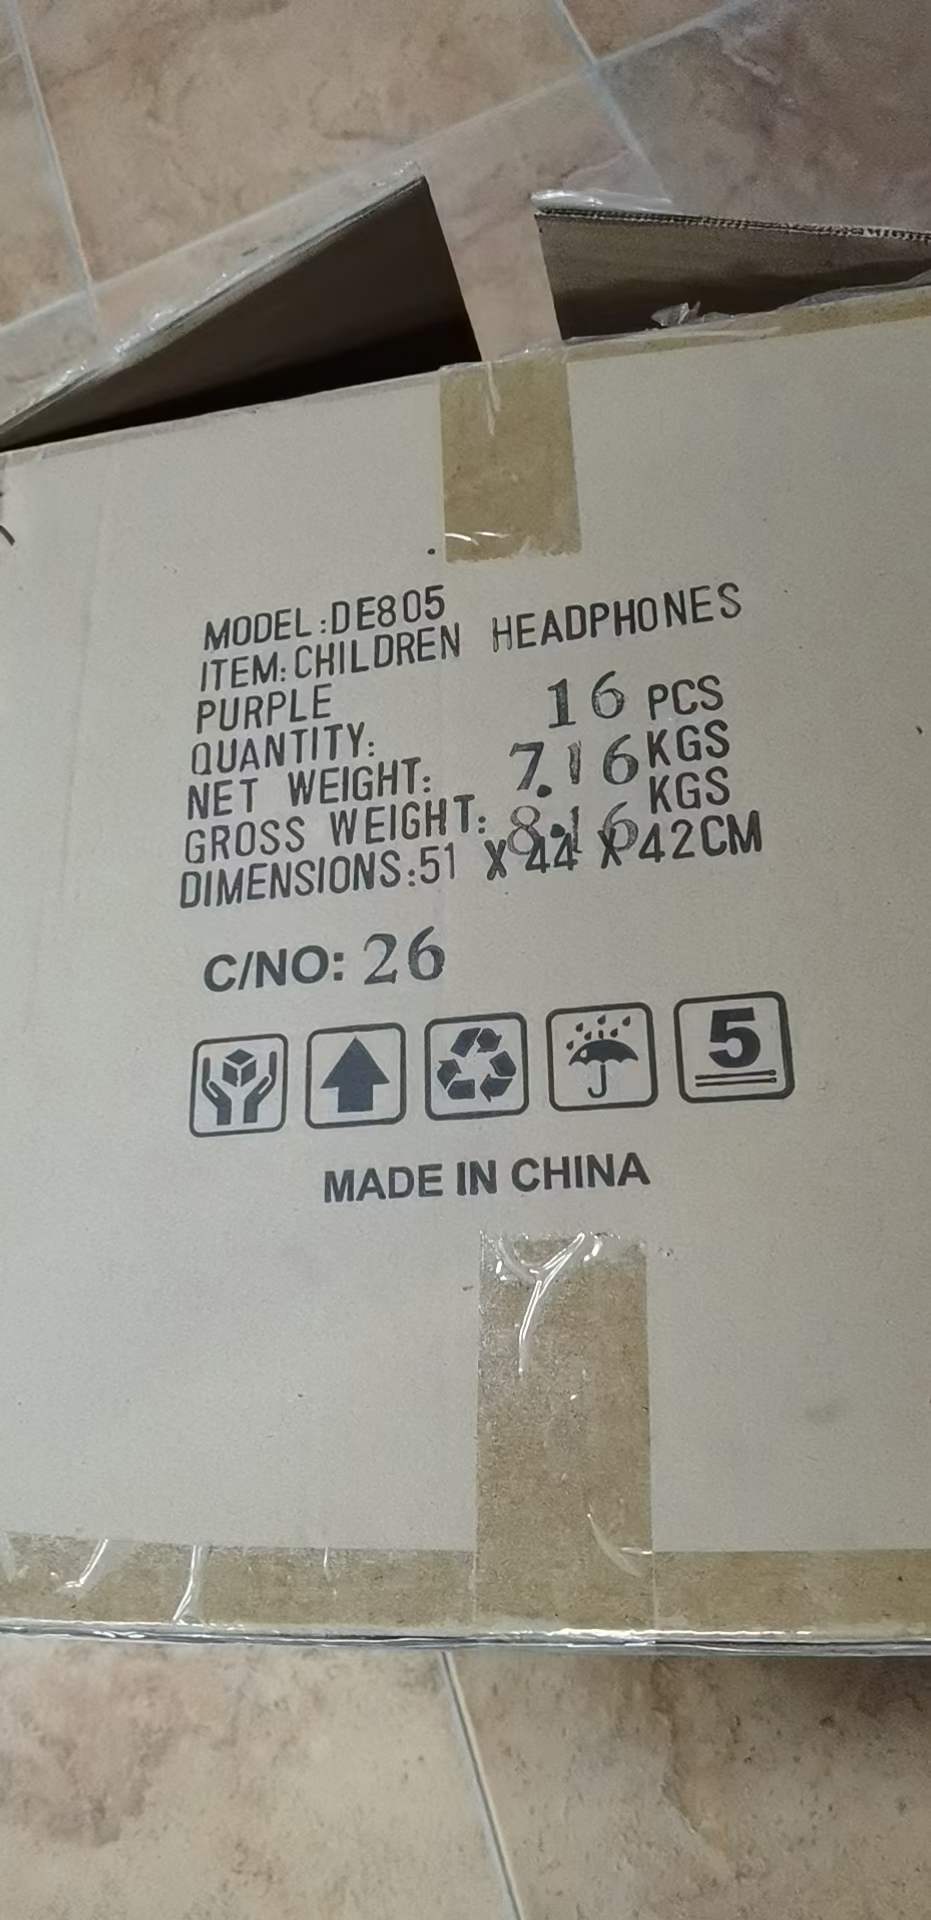 MODEL:DE805
ITEM:CHILDREN HEADPHONES
PURPLE
QUANTITY: 16 PCS
NET WEIGHT: 7.16 KGS
GROSS WEIGHT: 8.16 KGS
DIMENSIONS:51 X 44 X 42CM
C/NO: 26
5
MADE IN CHINA